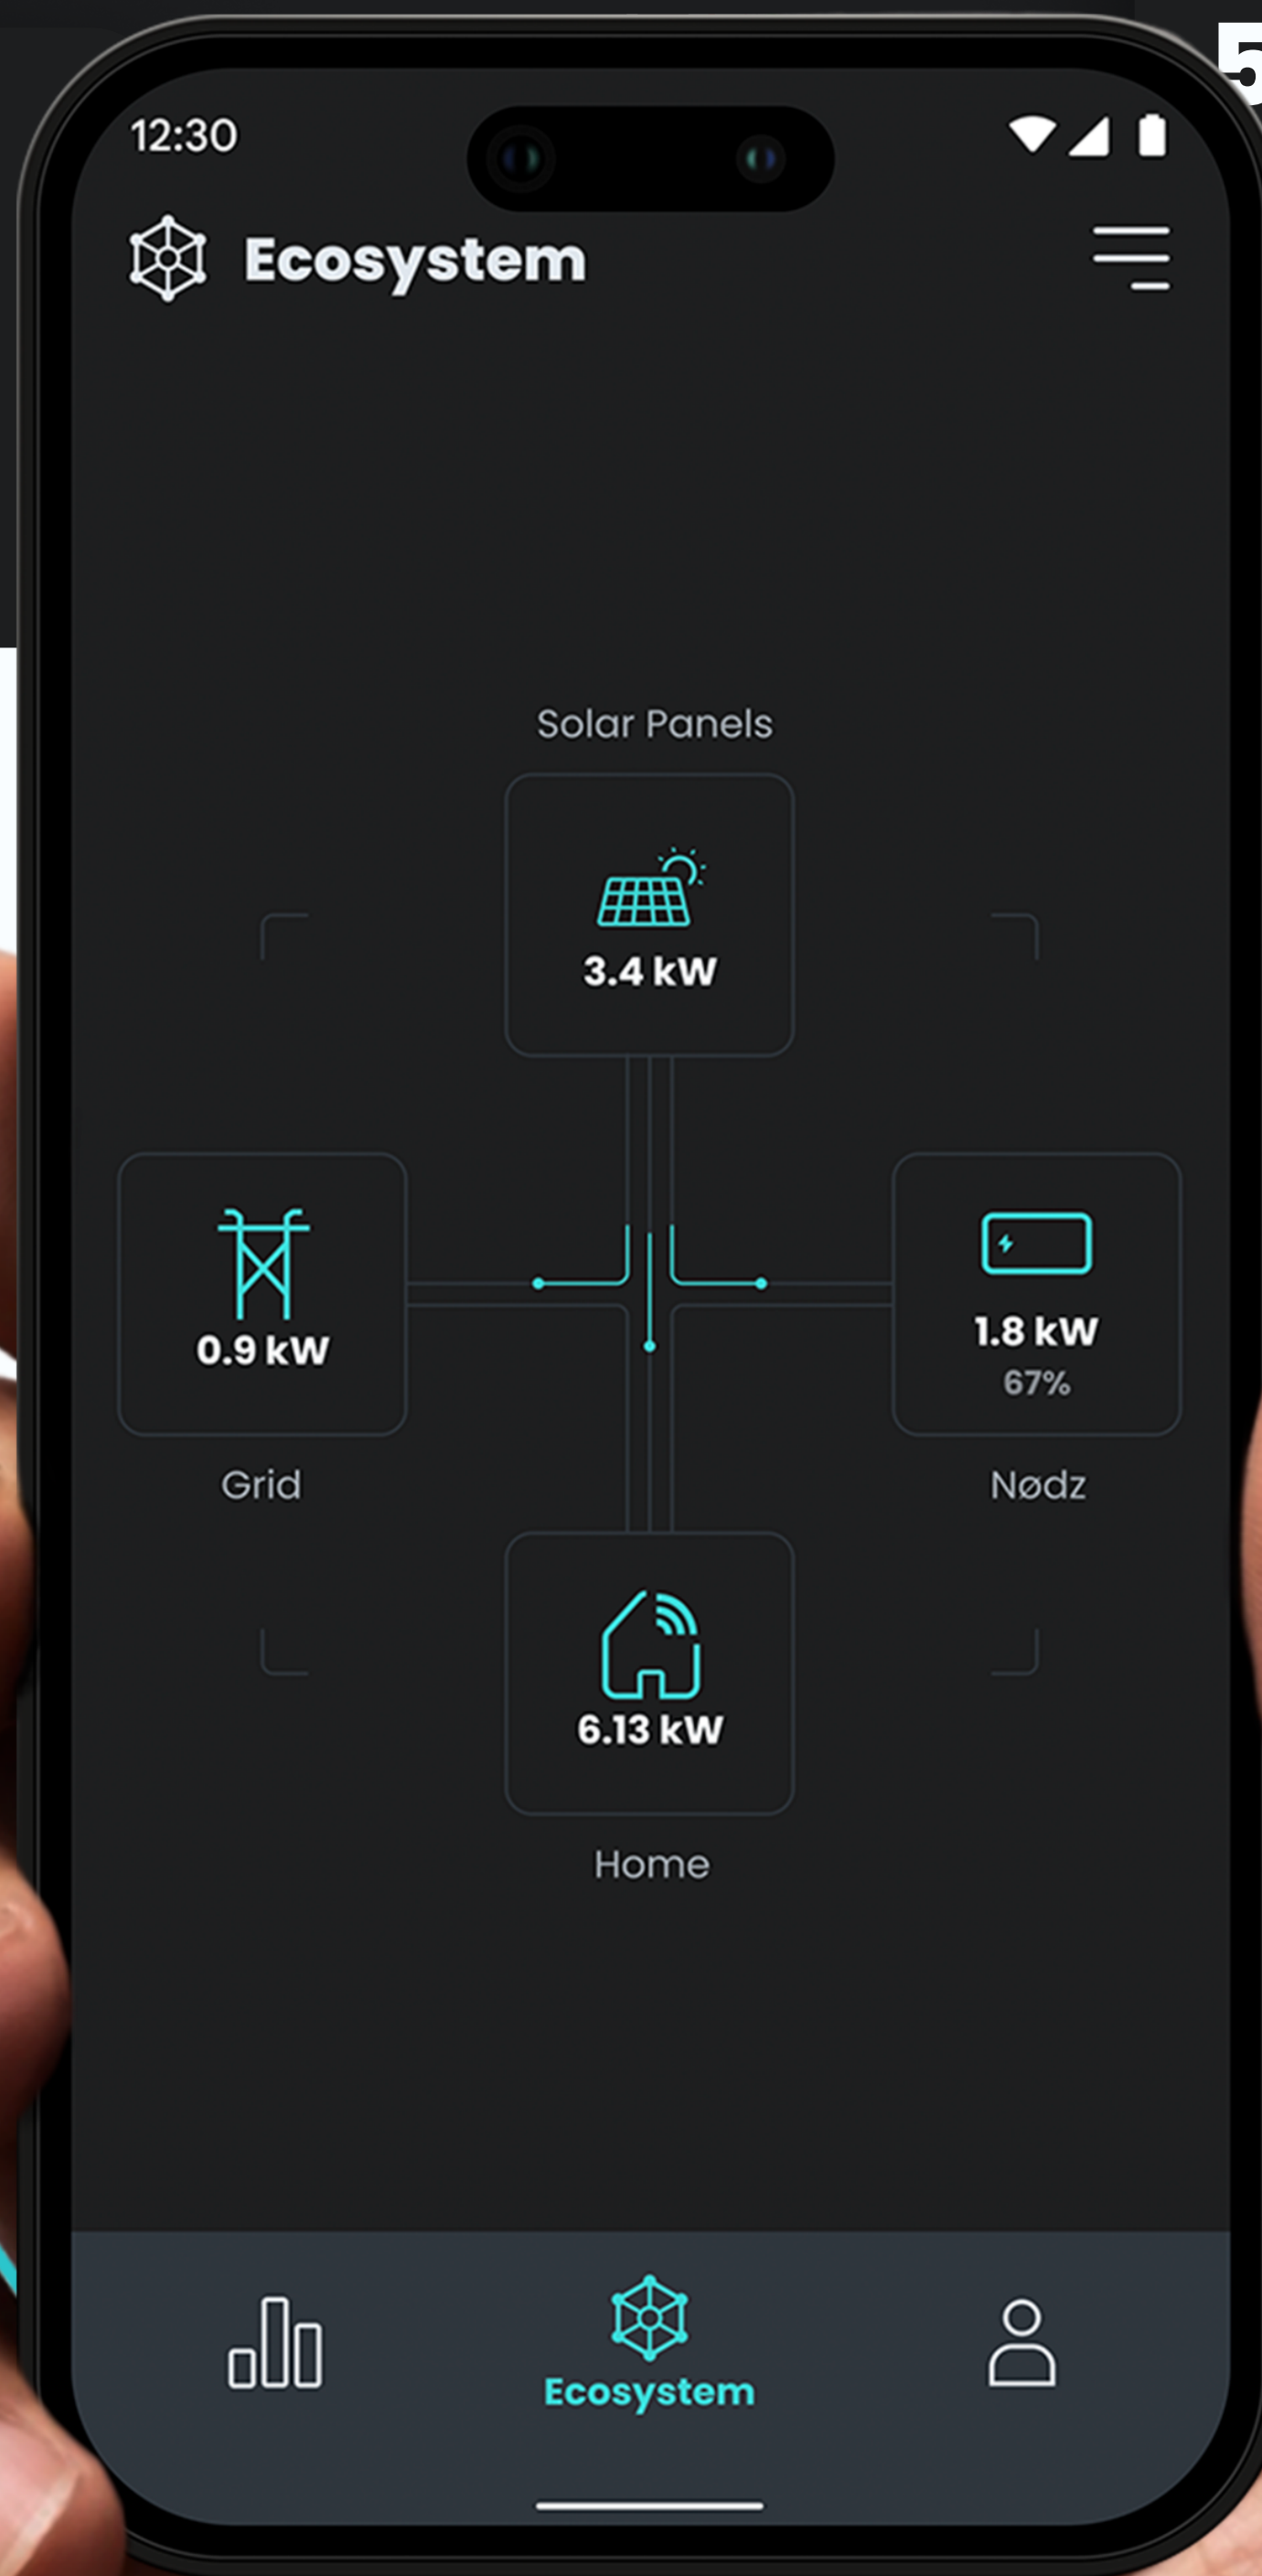 5
12:30
Ecosystem
Solar Panels
3.4 kW
0.9 kW
1.8 kW
67%
Grid
Nødz
6.13 kW
Home
Ecosystem